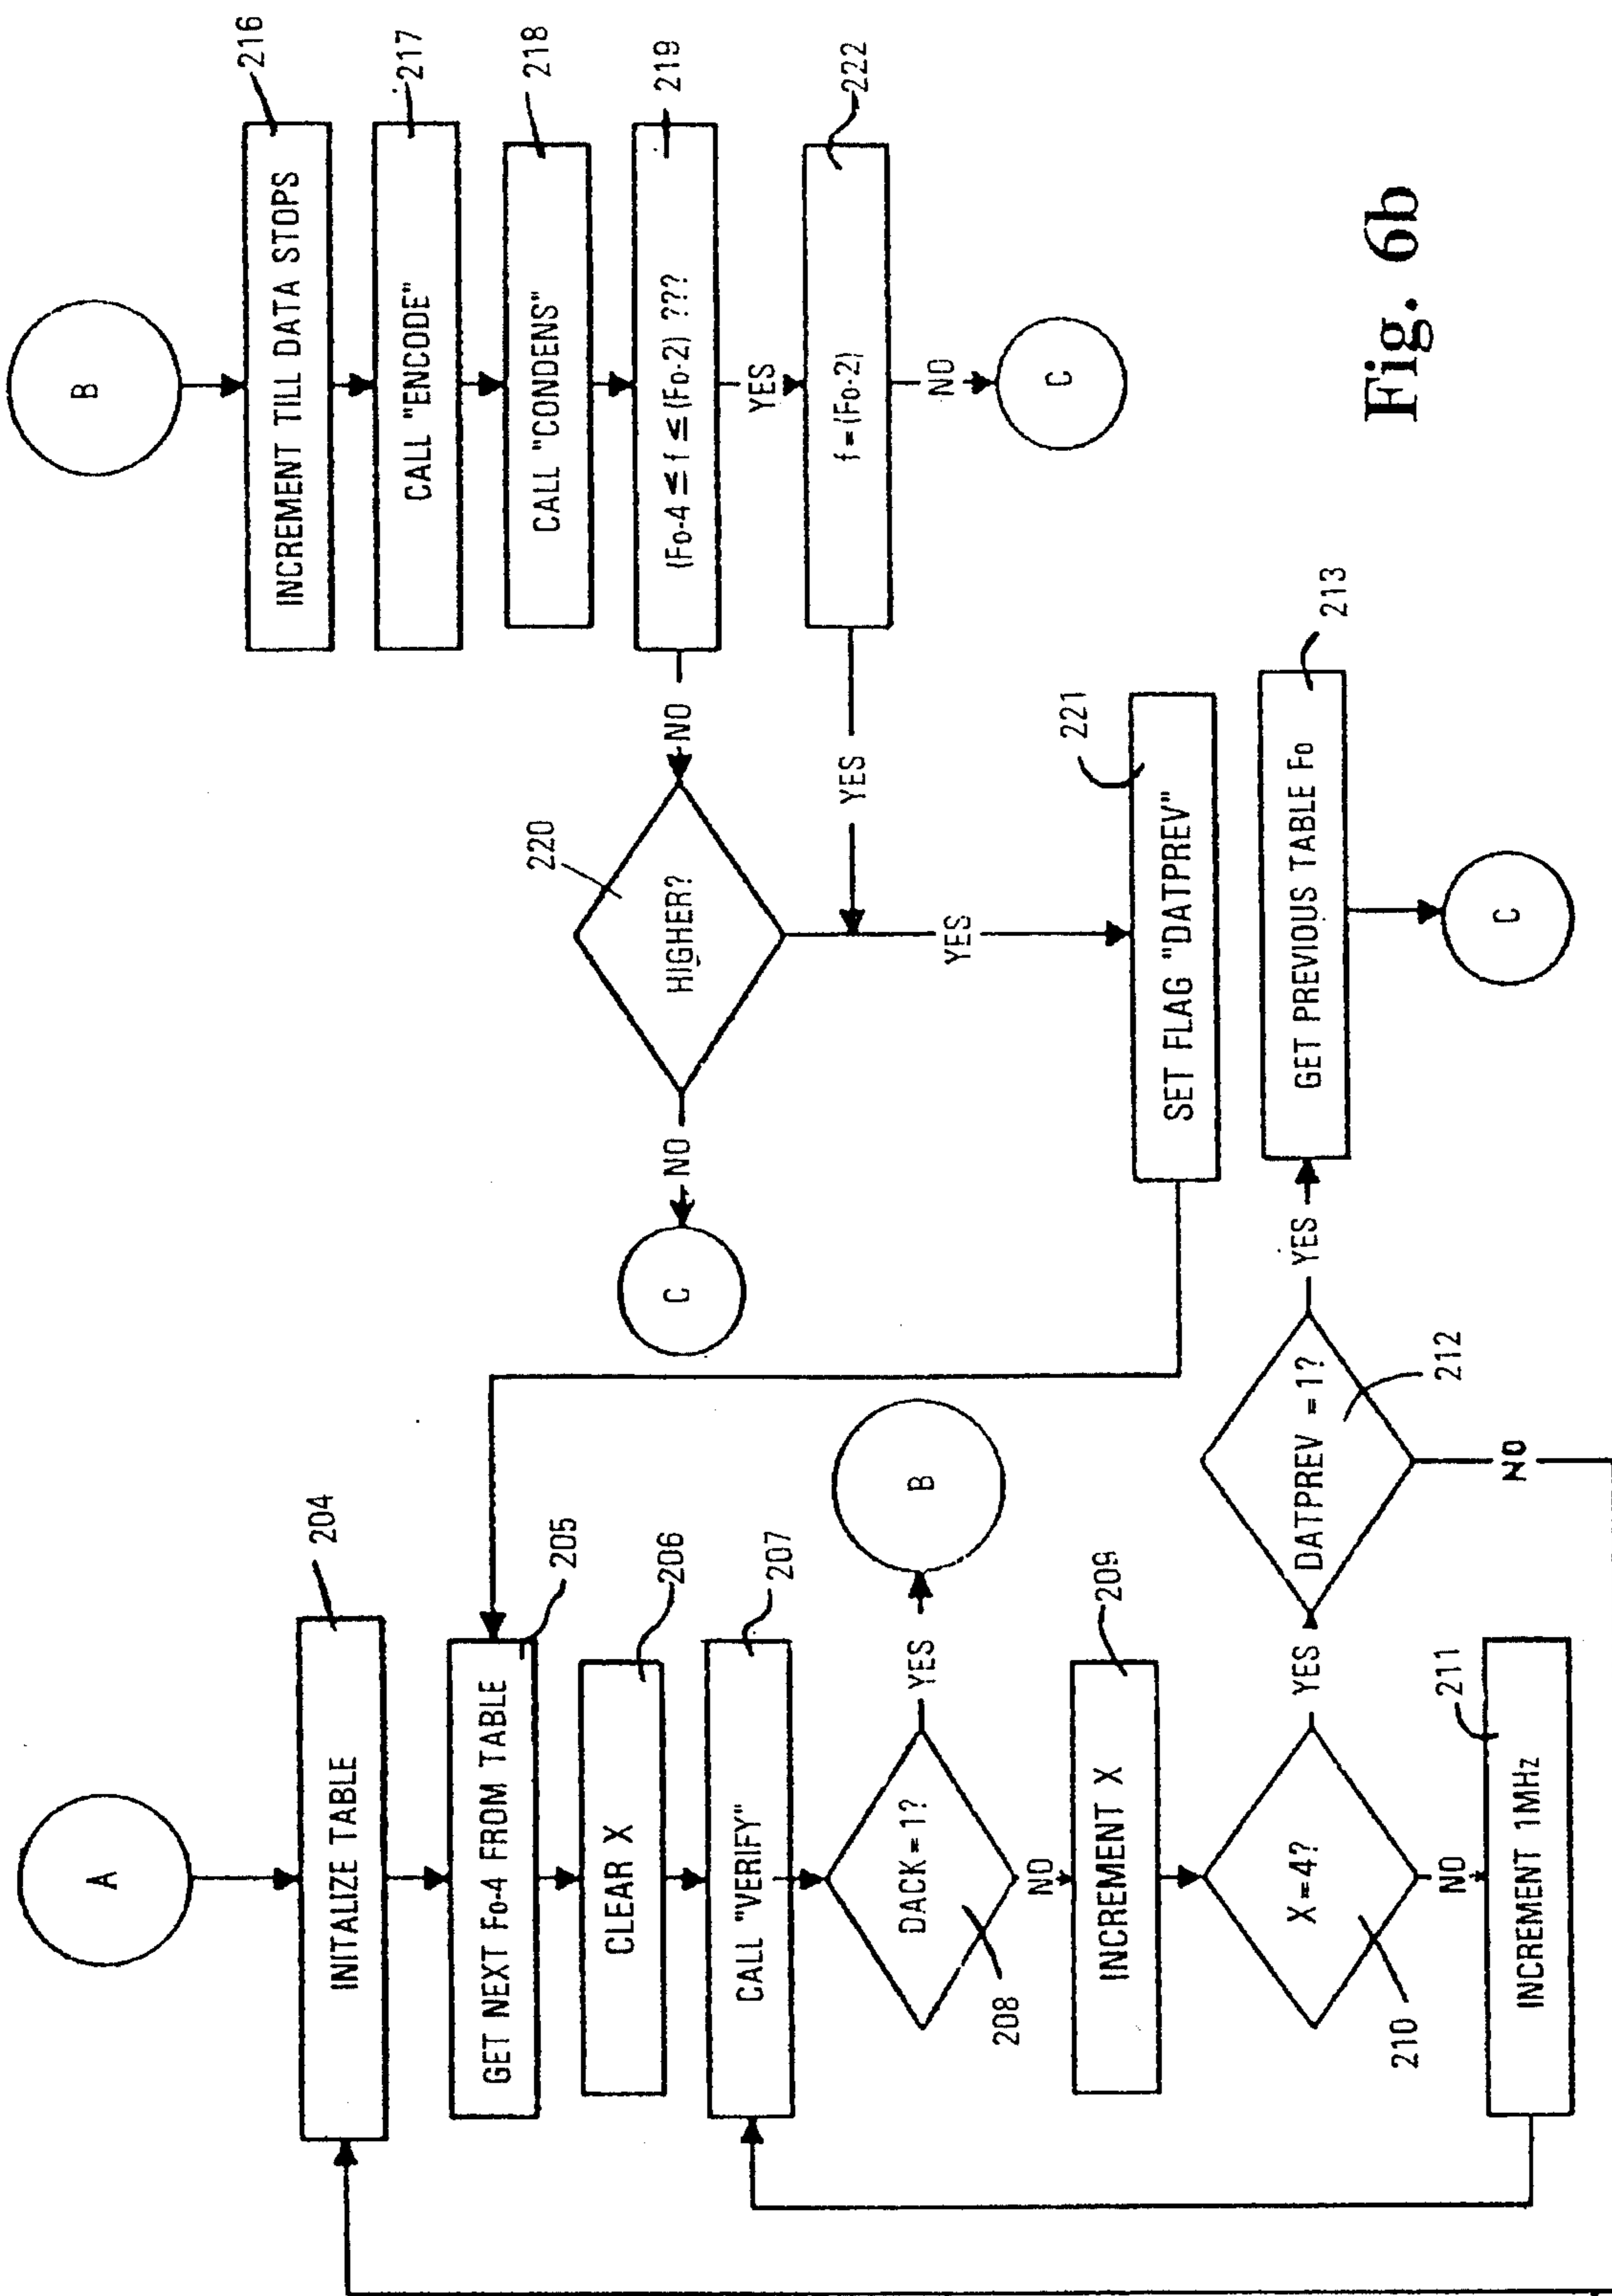 A
INITALIZE TABLE
204
GET NEXT Fo-4 FROM TABLE
205
CLEAR X
206
CALL "VERIFY"
207
DACK=1?
208
YES
B
NO
INCREMENT X
209
X=4?
210
YES
NO
INCREMENT 1MHz
211
DATPREV =1?
212
NO
YES
GET PREVIOUS TABLE Fo
213
C
B
INCREMENT TILL DATA STOPS
216
CALL "ENCODE"
217
CALL "CONDENS"
218
(Fo-4 ≤ f ≤ (Fo-2) ???
219
NO
YES
HIGHER?
220
NO
C
f=(Fo-2)
222
YES
NO
C
YES
SET FLAG "DATPREV"
221
Fig. 6b